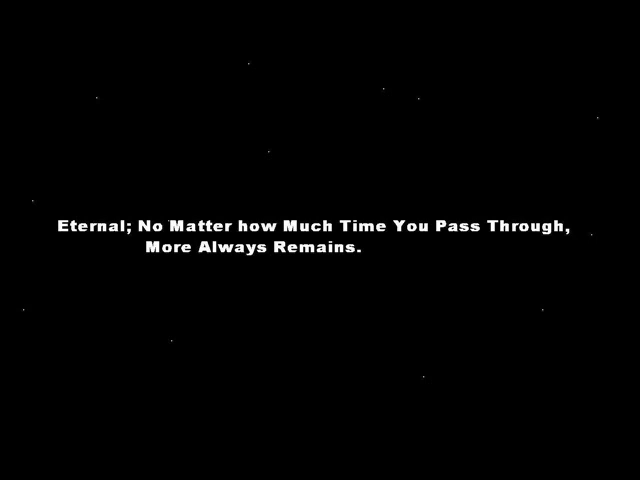 Eternal; No Matter how Much Time You Pass Through,
More Always Remains.